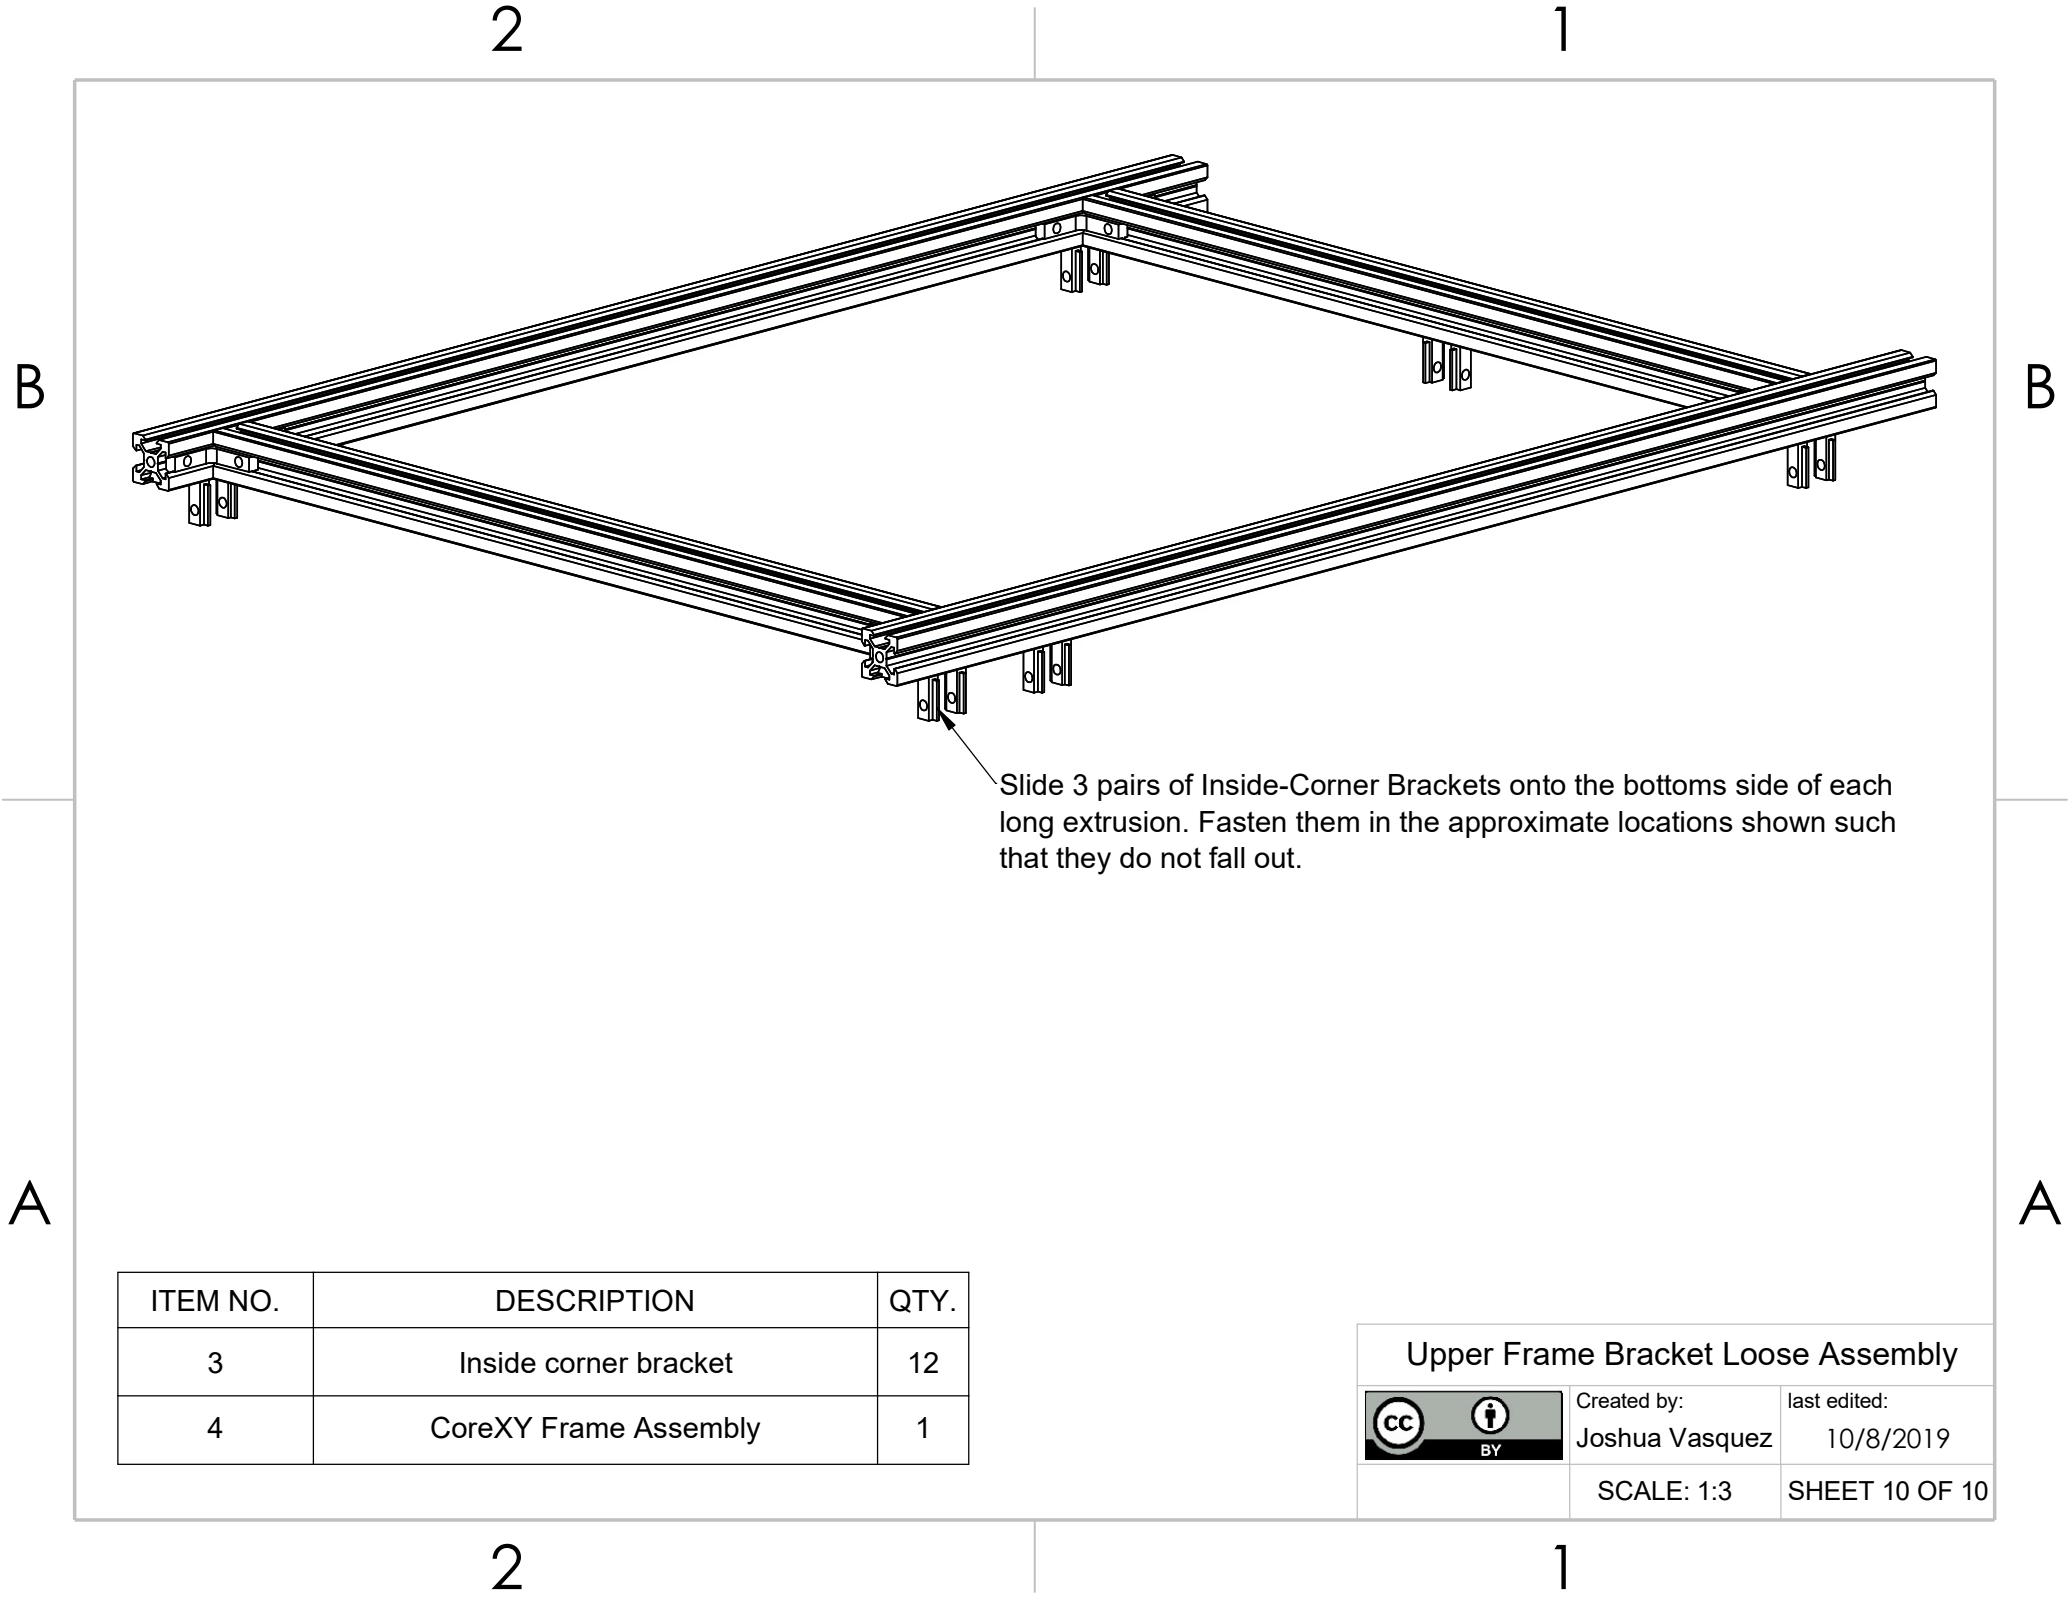 2 1
B B
Slide 3 pairs of Inside-Corner Brackets onto the bottoms side of each
long extrusion. Fasten them in the approximate locations shown such
that they do not fall out.
A A
ITEM NO. DESCRIPTION QTY.
3 Inside corner bracket 12
4 CoreXY Frame Assembly 1
Upper Frame Bracket Loose Assembly
cc BY
Created by: last edited:
Joshua Vasquez 10/8/2019
SCALE: 1:3 SHEET 10 OF 10
2 1